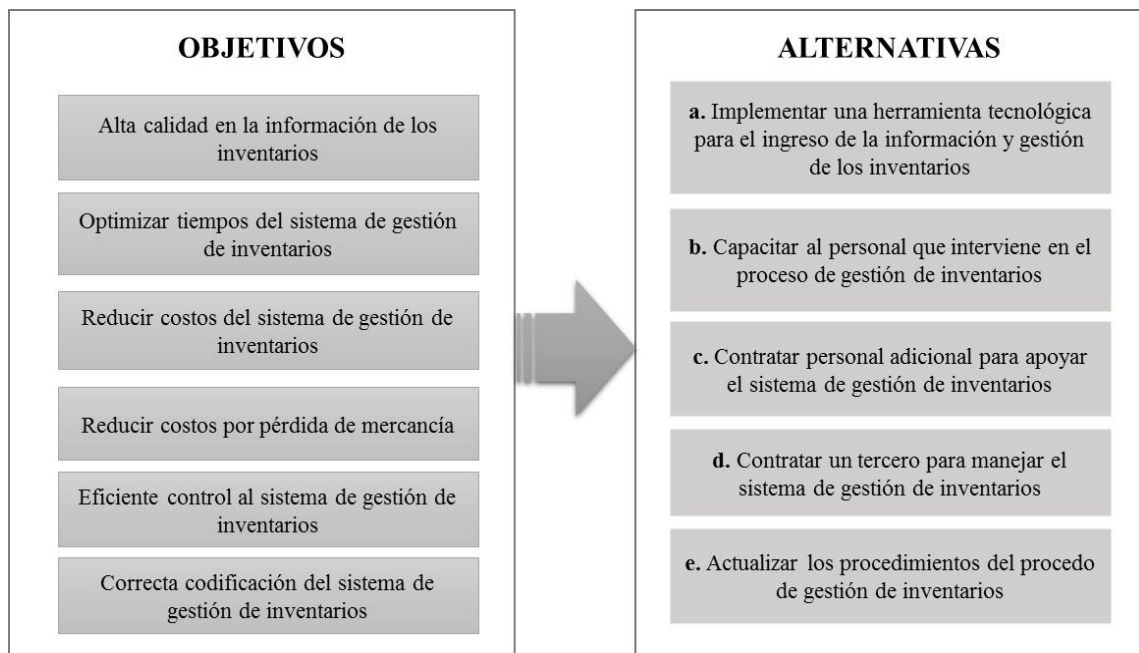 OBJETIVOS
Alta calidad en la información de los
inventarios
Optimizar tiempos del sistema de gestión
de inventarios
Reducir costos del sistema de gestión de
inventarios
Reducir costos por pérdida de mercancía
Eficiente control al sistema de gestión de
inventarios
Correcta codificación del sistema de
gestión de inventarios
ALTERNATIVAS
a. Implementar una herramienta tecnológica
para el ingreso de la información y gestión
de los inventarios
b. Capacitar al personal que interviene en el
proceso de gestión de inventarios
c. Contratar personal adicional para apoyar
el sistema de gestión de inventarios
d. Contratar un tercero para manejar el
sistema de gestión de inventarios
e. Actualizar los procedimientos del procedo
de gestión de inventarios